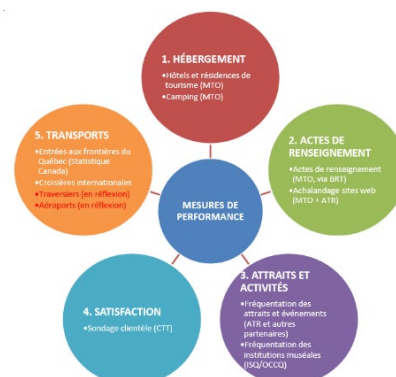 1. HÉBERGEMENT
•Hôtels et résidences de
tourisme (MTO)
•Camping (MTO)
2. ACTES DE
RENSEIGNEMENT
•Actes de renseignement
(MTO, via BRT)
•Achalandage sites web
(MTO + ATR)
3. ATTRAITS ET
ACTIVITÉS
•Fréquentation des
attraits et événements
(ATR et autres
partenaires)
•Fréquentation des
institutions muséales
(ISQ/OCCQ)
4. SATISFACTION
•Sondage clientèle (CTT)
5. TRANSPORTS
•Entrées aux frontières du
Québec (Statistique
Canada)
•Croisières internationales
•Traversiers (en réflexion)
•Aéroports (en réflexion)
MESURES DE
PERFORMANCE